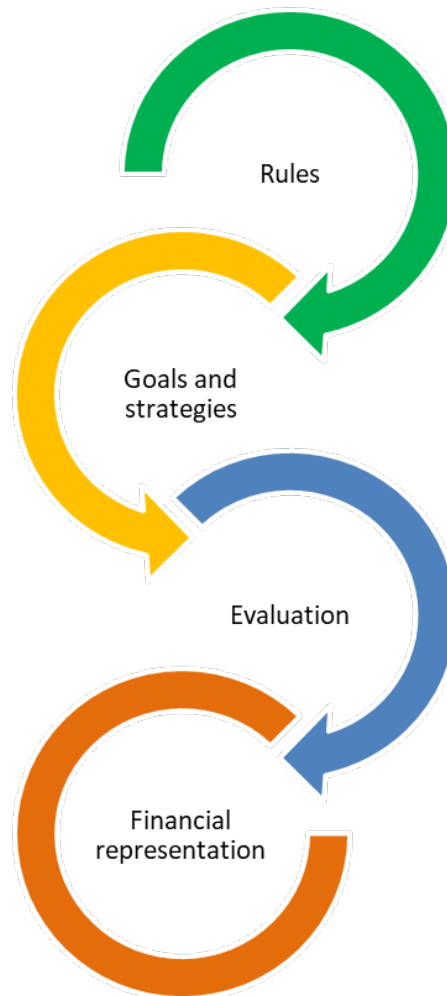 Rules
Goals and
strategies
Evaluation
Financial
representation